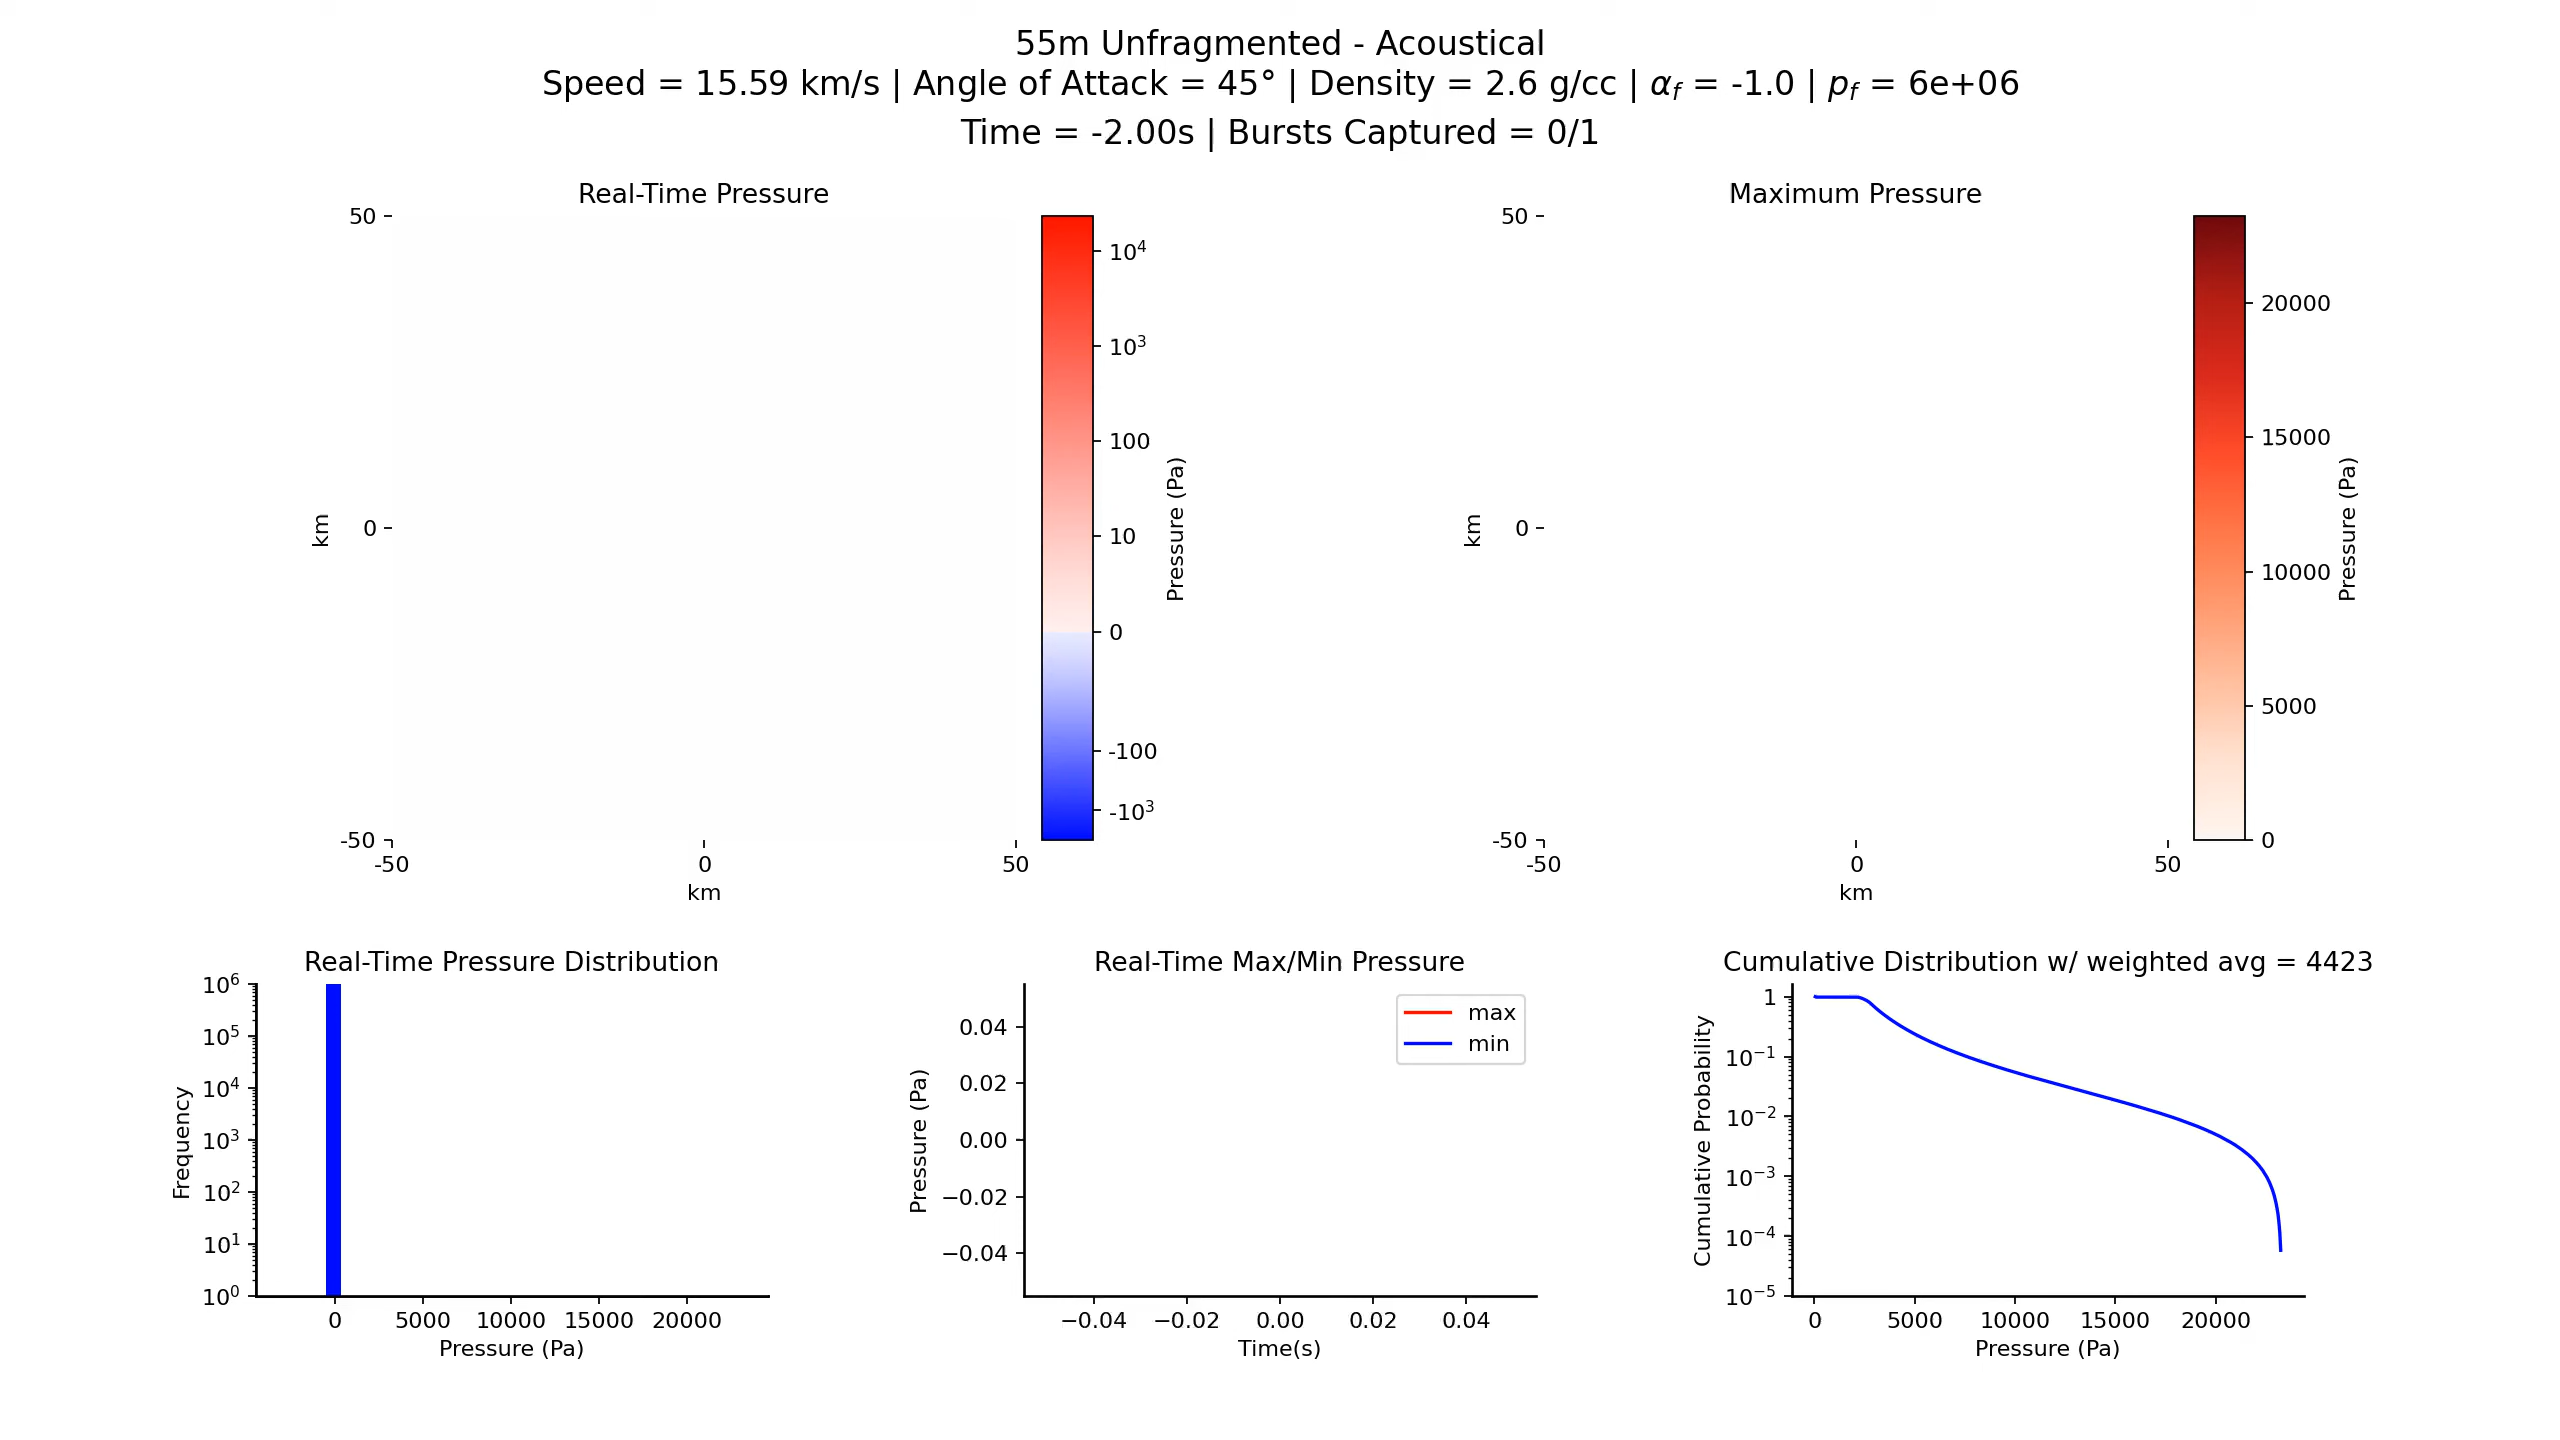 55m Unfragmented - Acoustical
Speed = 15.59 km/s | Angle of Attack = 45° | Density = 2.6 g/cc | α_f = -1.0 | p_f = 6e+06
Time = -2.00s | Bursts Captured = 0/1
Real-Time Pressure
50
0
-50
km
-50
0
50
km
10⁴
10³
100
10
0
-100
-10³
Pressure (Pa)
Maximum Pressure
50
0
-50
km
-50
0
50
km
20000
15000
10000
5000
0
Pressure (Pa)
Real-Time Pressure Distribution
10⁶
10⁵
10⁴
10³
10²
10¹
10⁰
Frequency
0
5000
10000
15000
20000
Pressure (Pa)
Real-Time Max/Min Pressure
max
min
0.04
0.02
0.00
−0.02
−0.04
Pressure (Pa)
−0.04
−0.02
0.00
0.02
0.04
Time(s)
Cumulative Distribution w/ weighted avg = 4423
1
10⁻¹
10⁻²
10⁻³
10⁻⁴
10⁻⁵
Cumulative Probability
0
5000
10000
15000
20000
Pressure (Pa)